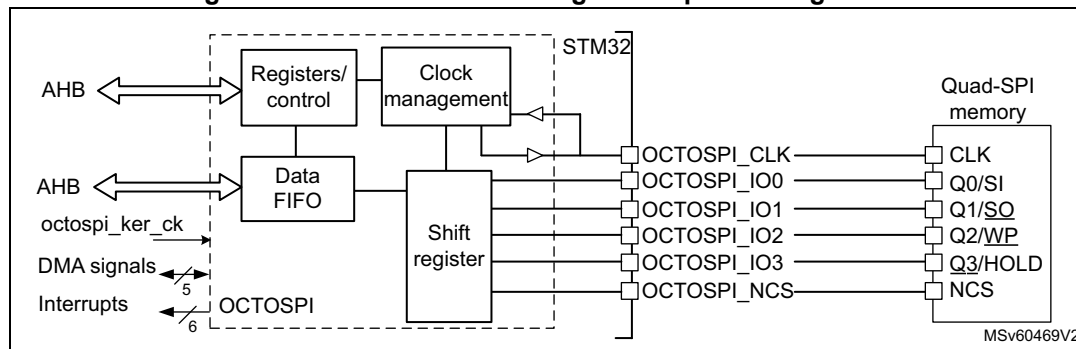 STM32
Registers/
control
Clock
management
AHB
Quad-SPI
memory
OCTOSPI_CLK
CLK
Data
FIFO
AHB
OCTOSPI_IO0
Q0/SI
octospi_ker_ck
OCTOSPI_IO1
Q1/SO
Shift
register
OCTOSPI_IO2
Q2/WP
DMA signals
5
OCTOSPI_IO3
Q3/HOLD
Interrupts
6
OCTOSPI
OCTOSPI_NCS
NCS
MSv60469V2